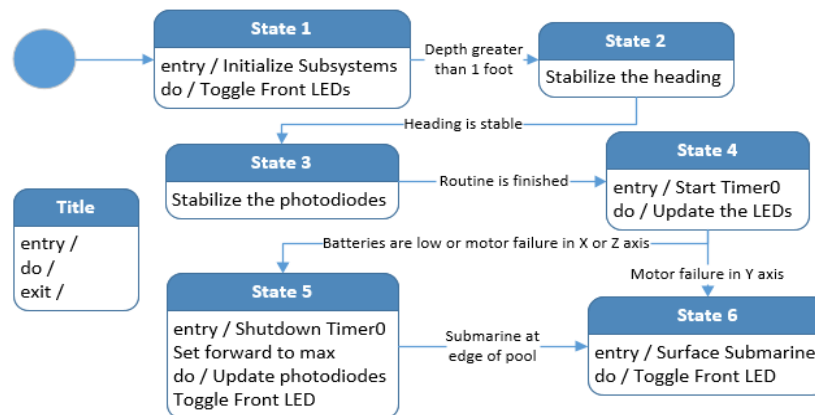 State 1
entry / Initialize Subsystems
do / Toggle Front LEDs
Depth greater
than 1 foot
State 2
Stabilize the heading
Heading is stable
State 3
Stabilize the photodiodes
Routine is finished
State 4
entry / Start Timer0
do / Update the LEDs
Title
entry /
do /
exit /
Batteries are low or motor failure in X or Z axis
Motor failure in Y axis
State 5
entry / Shutdown Timer0
Set forward to max
do / Update photodiodes
Toggle Front LED
Submarine at
edge of pool
State 6
entry / Surface Submarine
do / Toggle Front LED